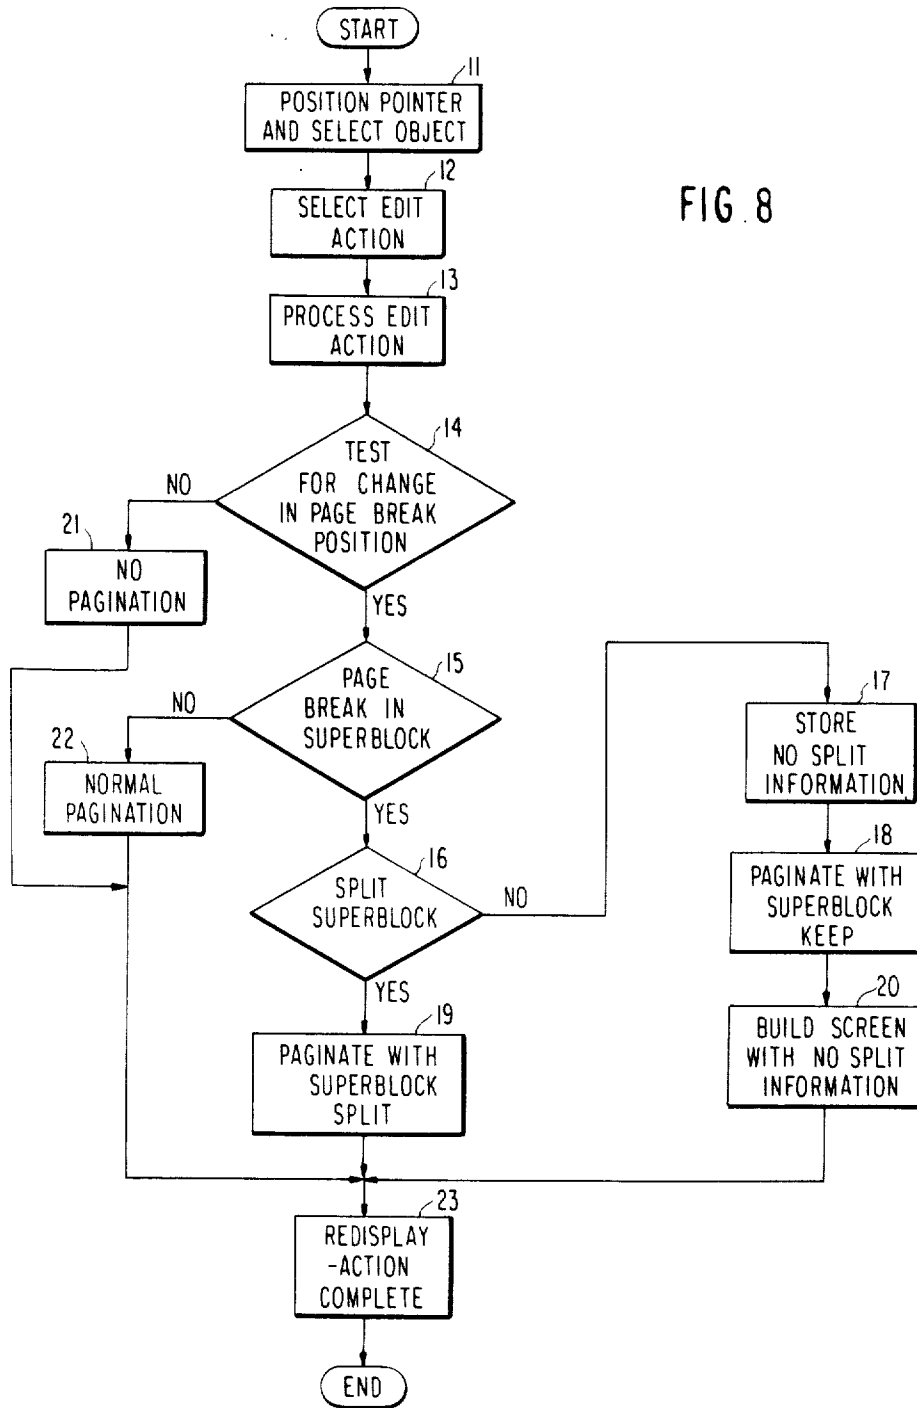 START
11
POSITION POINTER
AND SELECT OBJECT
12
SELECT EDIT
ACTION
FIG. 8
13
PROCESS EDIT
ACTION
14
TEST
FOR CHANGE
IN PAGE BREAK
POSITION
NO
YES
21
NO
PAGINATION
15
PAGE
BREAK IN
SUPERBLOCK
NO
YES
22
NORMAL
PAGINATION
16
SPLIT
SUPERBLOCK
NO
YES
17
STORE
NO SPLIT
INFORMATION
18
PAGINATE WITH
SUPERBLOCK
KEEP
19
PAGINATE WITH
SUPERBLOCK
SPLIT
20
BUILD SCREEN
WITH NO SPLIT
INFORMATION
23
REDISPLAY
-ACTION
COMPLETE
END